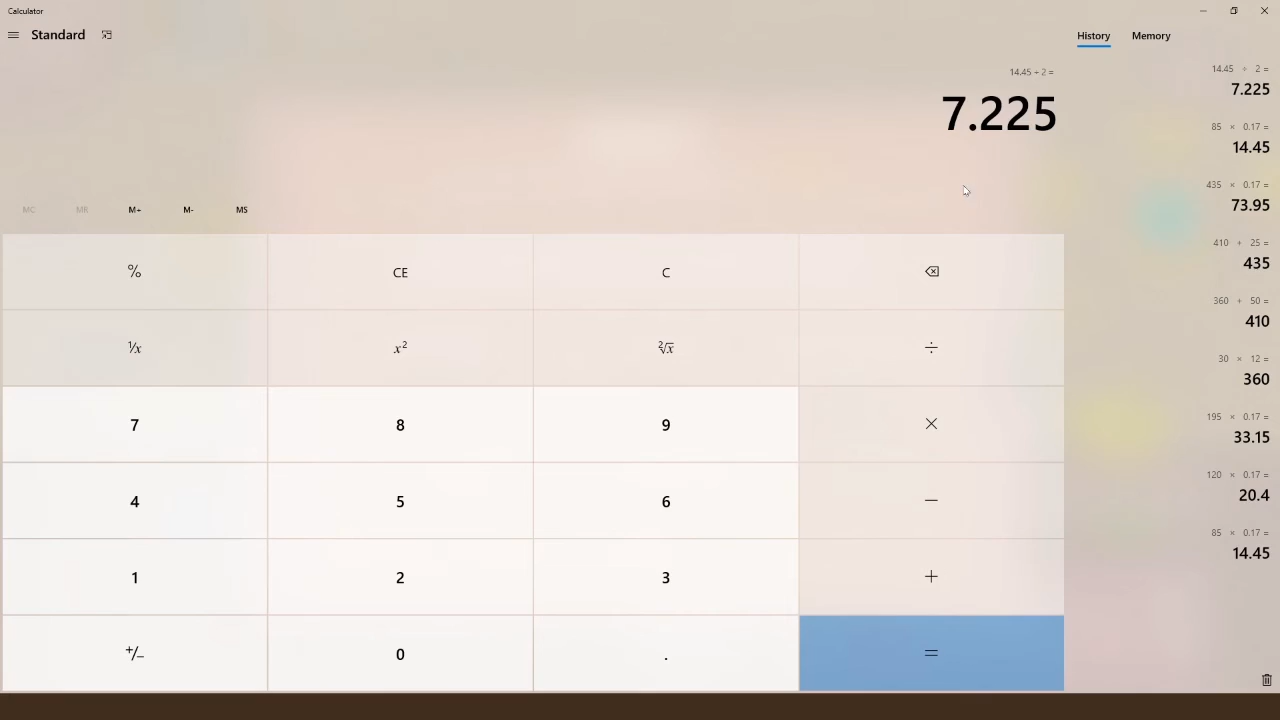 Calculator
Standard
History Memory
14.45 ÷ 2 =
7.225
MC MR M+ M- MS
% CE C
⅟x x² ²√x ÷
7 8 9 ×
4 5 6 −
1 2 3 +
+/− 0 . =
14.45 ÷ 2 =
7.225
85 × 0.17 =
14.45
435 × 0.17 =
73.95
410 + 25 =
435
360 + 50 =
410
30 × 12 =
360
195 × 0.17 =
33.15
120 × 0.17 =
20.4
85 × 0.17 =
14.45